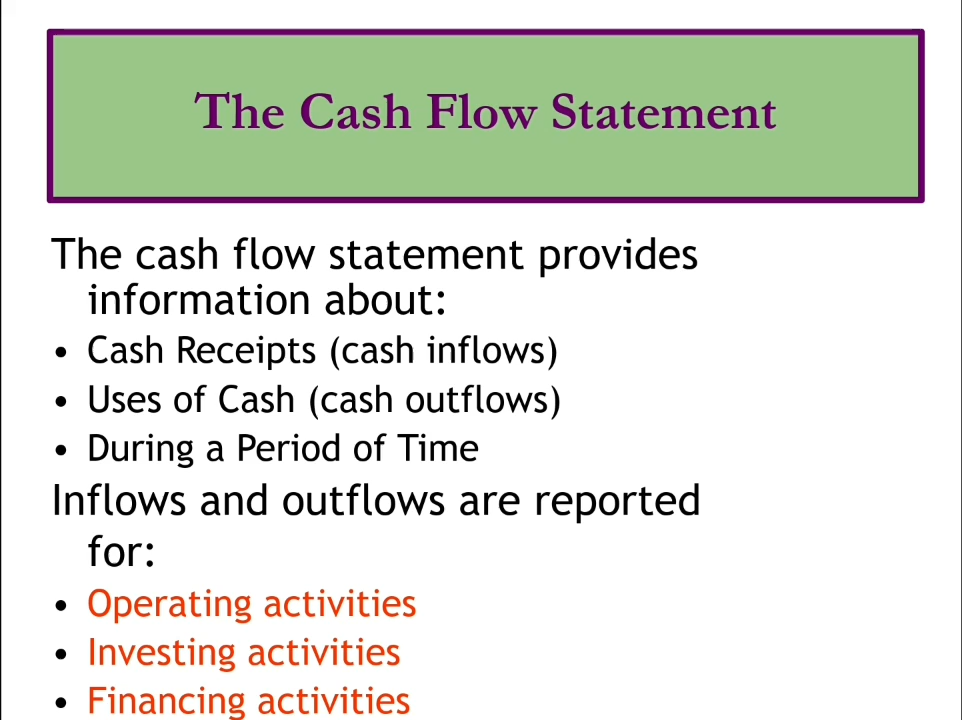 The Cash Flow Statement
The cash flow statement provides
information about:
• Cash Receipts (cash inflows)
• Uses of Cash (cash outflows)
• During a Period of Time
Inflows and outflows are reported
for:
• Operating activities
• Investing activities
• Financing activities